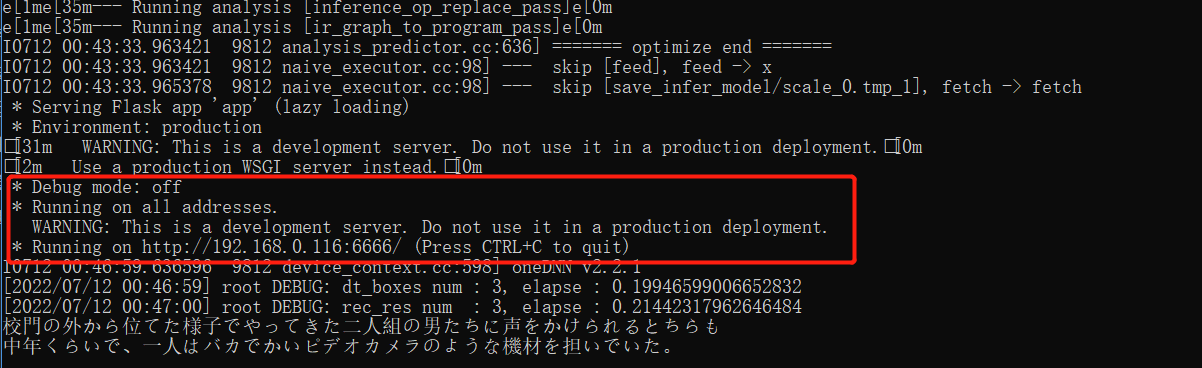 e[1me[35m--- Running analysis [inference_op_replace_pass]e[0m
e[1me[35m--- Running analysis [ir_graph_to_program_pass]e[0m
I0712 00:43:33.963421  9812 analysis_predictor.cc:636] ======= optimize end =======
I0712 00:43:33.963421  9812 naive_executor.cc:98] ---  skip [feed], feed -> x
I0712 00:43:33.965378  9812 naive_executor.cc:98] ---  skip [save_infer_model/scale_0.tmp_1], fetch -> fetch
* Serving Flask app 'app' (lazy loading)
* Environment: production
[31m   WARNING: This is a development server. Do not use it in a production deployment.[0m
[2m   Use a production WSGI server instead.[0m
* Debug mode: off
* Running on all addresses.
WARNING: This is a development server. Do not use it in a production deployment.
* Running on http://192.168.0.116:6666/ (Press CTRL+C to quit)
I0712 00:46:59.636596  9812 device_context.cc:598] oneDNN v2.2.1
[2022/07/12 00:46:59] root DEBUG: dt_boxes num : 3, elapse : 0.19946599006652832
[2022/07/12 00:47:00] root DEBUG: rec_res num  : 3, elapse : 0.21442317962646484
校門の外から位てた様子でやってきた二人組の男たちに声をかけられるとちらも
中年くらいで、一人はバカでかいビデオカメラのような機材を担いでいた。